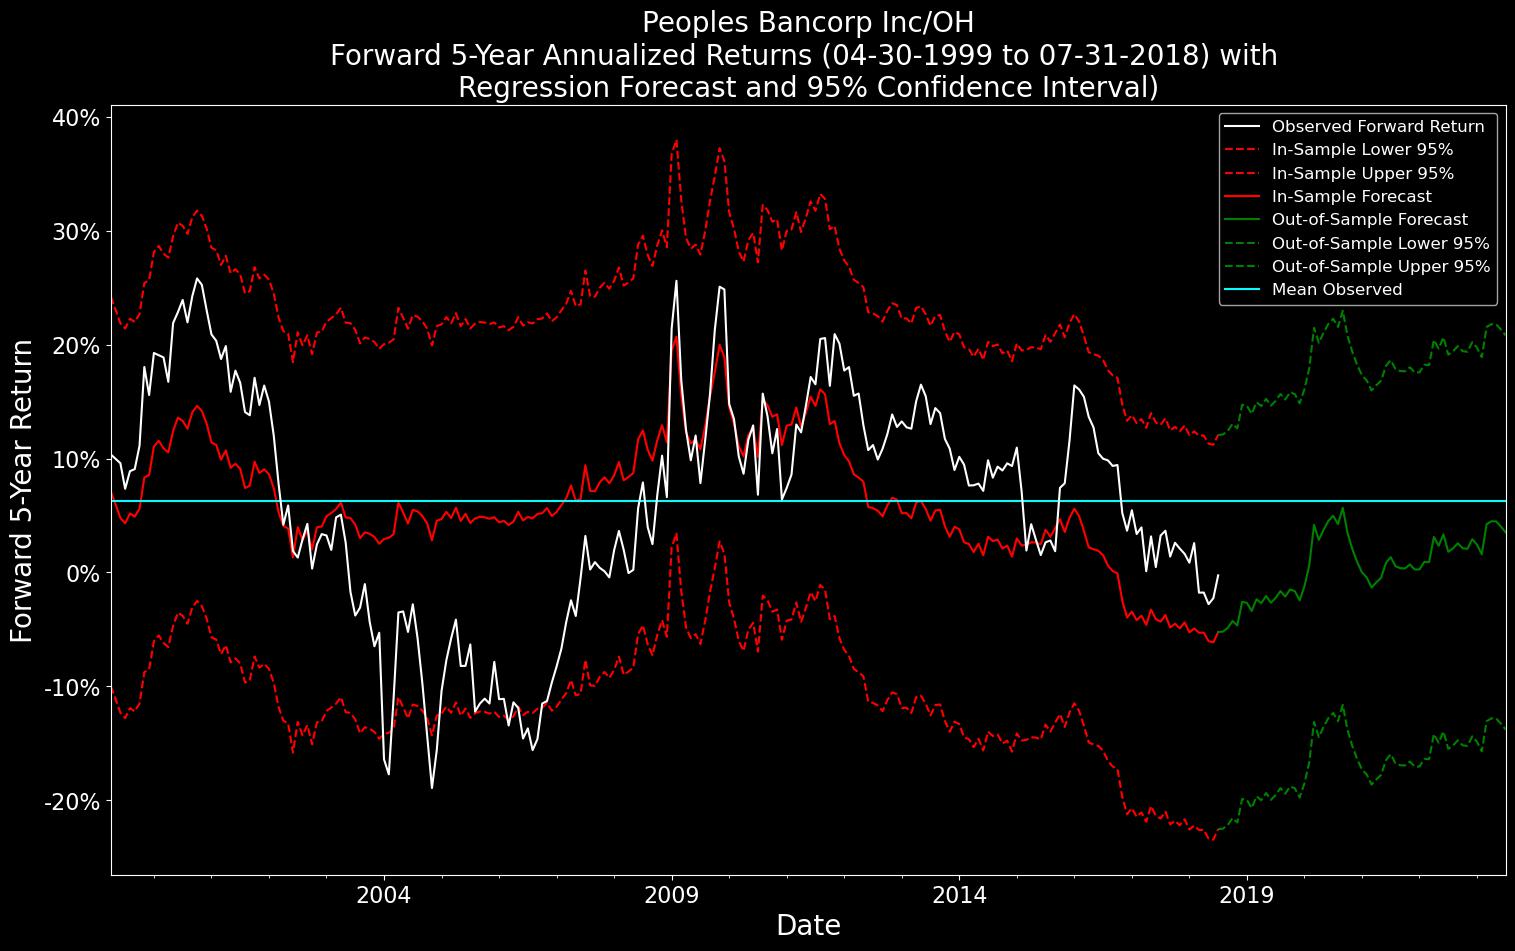 Peoples Bancorp Inc/OH
Forward 5-Year Annualized Returns (04-30-1999 to 07-31-2018) with
Regression Forecast and 95% Confidence Interval)
40%
30%
20%
10%
0%
-10%
-20%
Forward 5-Year Return
Observed Forward Return
In-Sample Lower 95%
In-Sample Upper 95%
In-Sample Forecast
Out-of-Sample Forecast
Out-of-Sample Lower 95%
Out-of-Sample Upper 95%
Mean Observed
2004 2009 2014 2019
Date